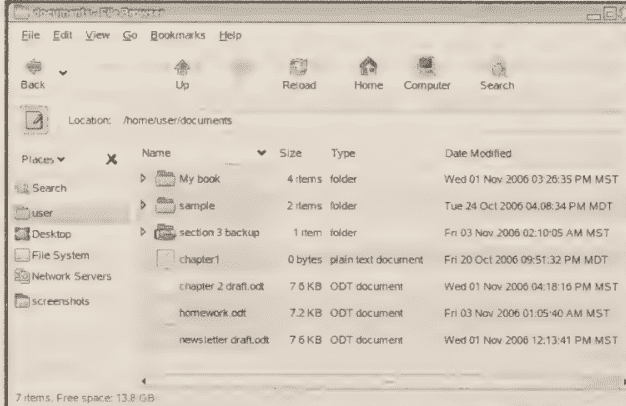 documents - File Browser
File Edit View Go Bookmarks Help
Back Up Reload Home Computer Search
Location: /home/user/documents
Places Name Size Type Date Modified
Search
user
Desktop
File System
Network Servers
screenshots
My book 4 items folder Wed 01 Nov 2006 03:26:35 PM MST
sample 2 items folder Tue 24 Oct 2006 04:08:34 PM MDT
section 3 backup 1 item folder Fri 03 Nov 2006 02:10:05 AM MST
chapter1 0 bytes plain text document Fri 20 Oct 2006 09:51:32 PM MDT
chapter 2 draft.odt 7.6 KB ODT document Wed 01 Nov 2006 04:18:16 PM MST
homework.odt 7.2 KB ODT document Fri 03 Nov 2006 01:05:40 AM MST
newsletter draft.odt 7.6 KB ODT document Wed 01 Nov 2006 12:13:41 PM MST
7 items, Free space: 13.8 GB